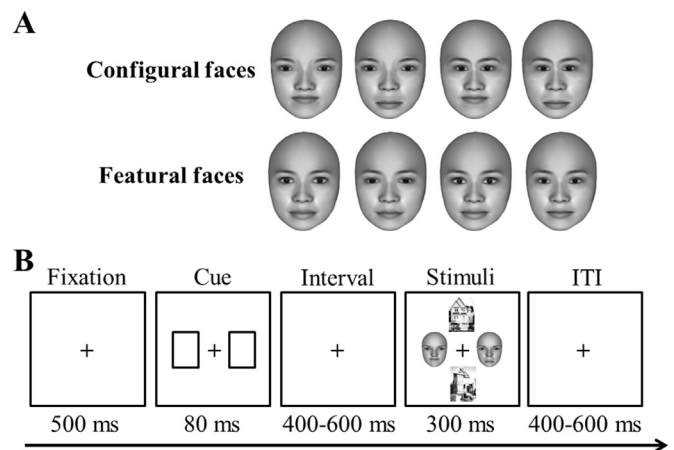 A
Configural faces
Featural faces
B
Fixation Cue Interval Stimuli ITI
500 ms 80 ms 400-600 ms 300 ms 400-600 ms